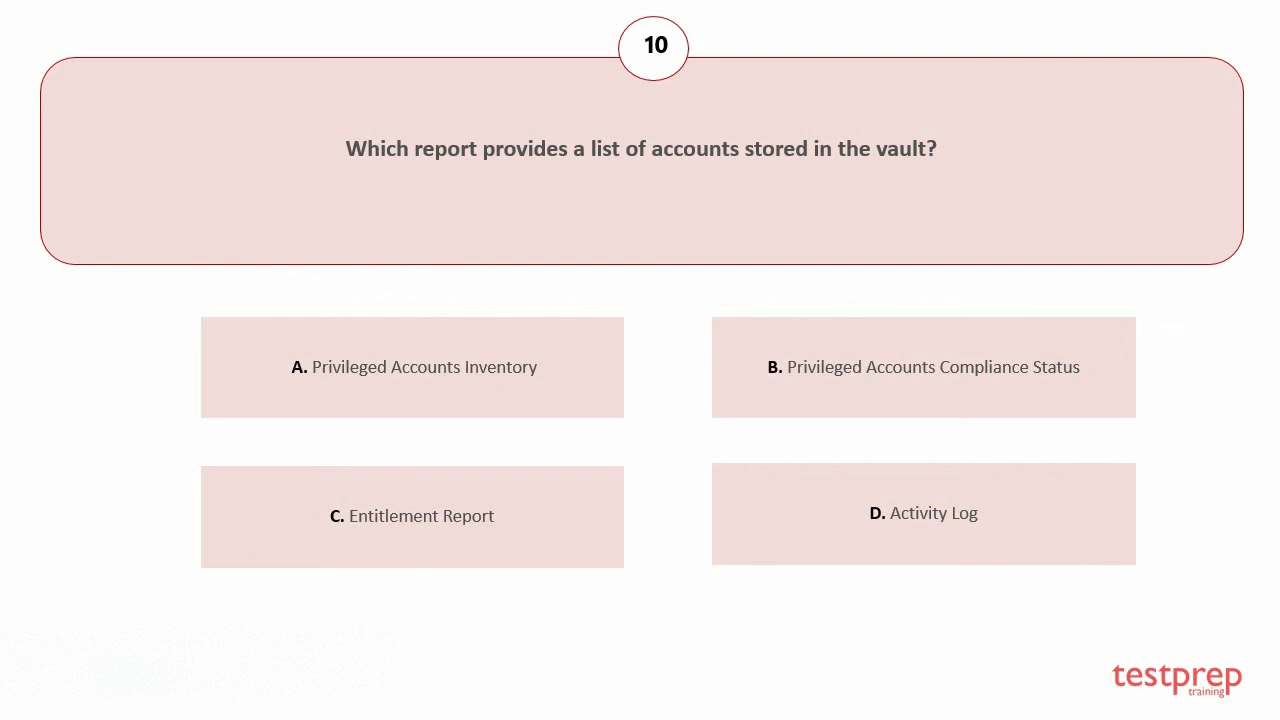 10
Which report provides a list of accounts stored in the vault?
A. Privileged Accounts Inventory
B. Privileged Accounts Compliance Status
C. Entitlement Report
D. Activity Log
testprep
training